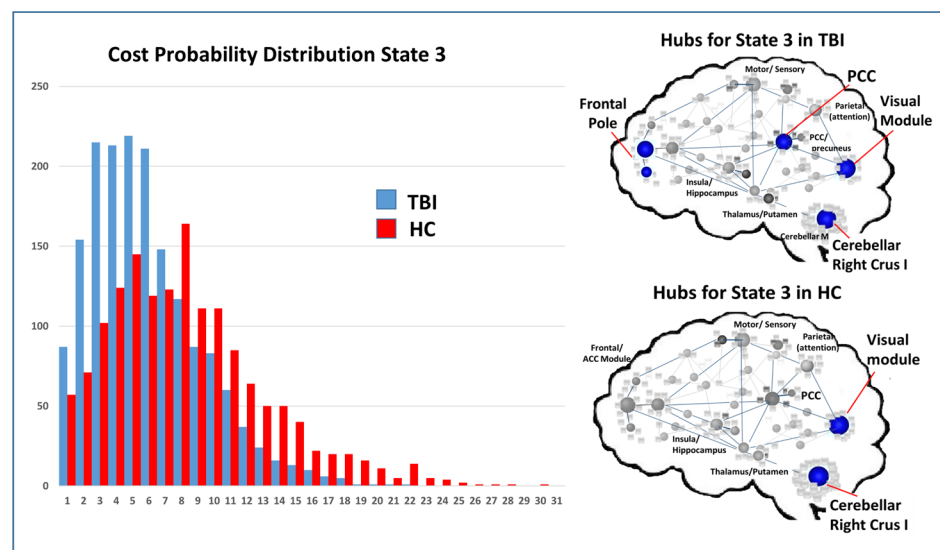 Cost Probability Distribution State 3
250
200
150
100
50
0
1 2 3 4 5 6 7 8 9 10 11 12 13 14 15 16 17 18 19 20 21 22 23 24 25 26 27 28 30 31
TBI
HC
Hubs for State 3 in TBI
Motor/ Sensory
PCC
Frontal
Pole
Parietal
(attention)
Visual
Module
PCC/
precuneus
Insula/
Hippocampus
Thalamus/Putamen
Cerebellar M
Cerebellar
Right Crus I
Hubs for State 3 in HC
Motor/ Sensory
Visual
module
Frontal/
ACC Module
Parietal
(attention)
PCC
Insula/
Hippocampus
Thalamus/Putamen
Cerebellar
Right Crus I